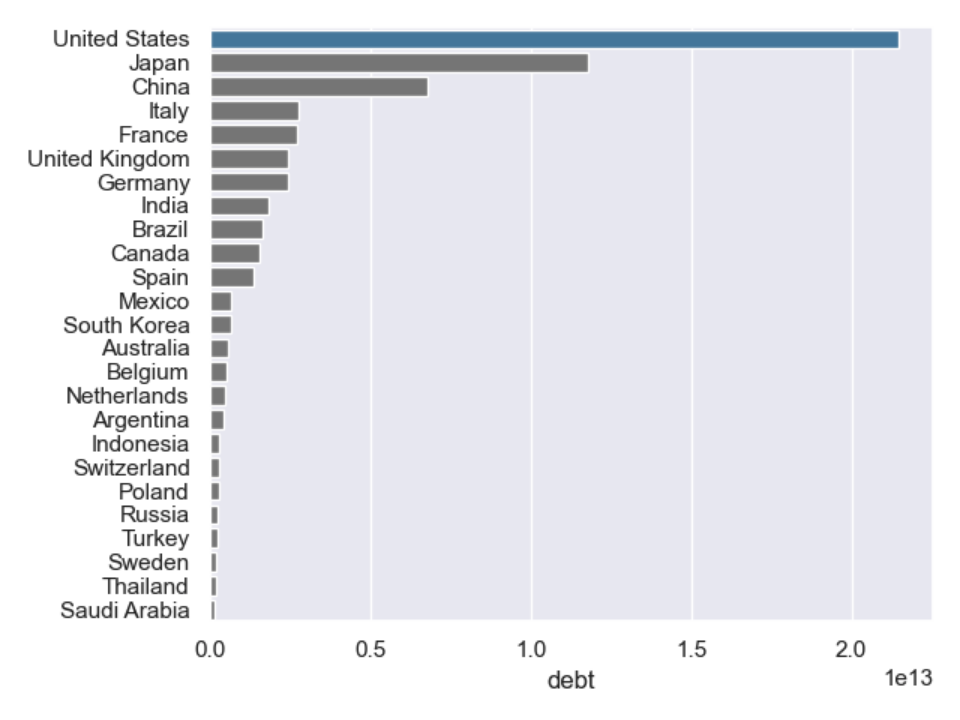 United States
Japan
China
Italy
France
United Kingdom
Germany
India
Brazil
Canada
Spain
Mexico
South Korea
Australia
Belgium
Netherlands
Argentina
Indonesia
Switzerland
Poland
Russia
Turkey
Sweden
Thailand
Saudi Arabia
0.0 0.5 1.0 1.5 2.0
debt 1e13